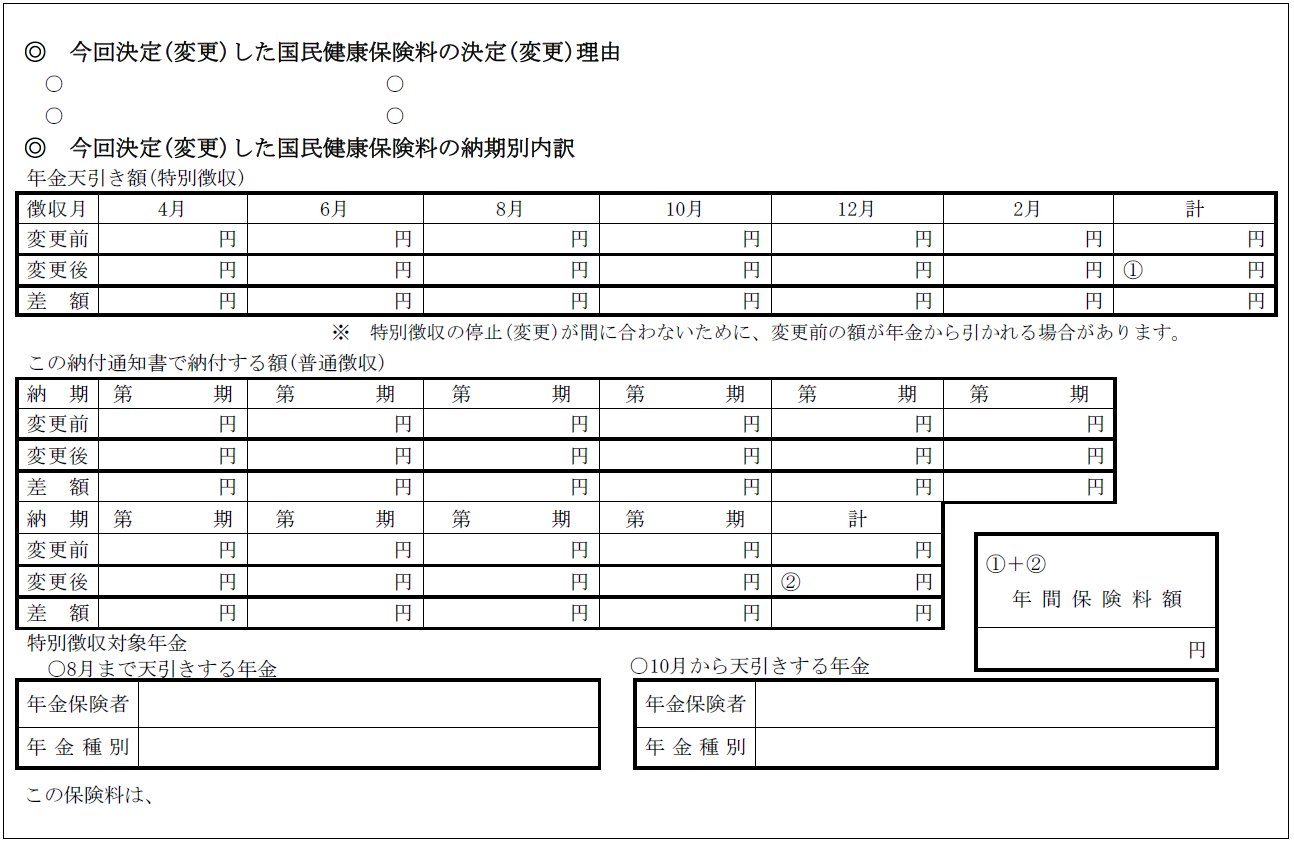 ◎　今回決定(変更)した国民健康保険料の決定(変更)理由
○　○
○　○
◎　今回決定(変更)した国民健康保険料の納期別内訳
年金天引き額(特別徴収)
徴収月　4月　6月　8月　10月　12月　2月　計
変更前　円　円　円　円　円　円　円
変更後　円　円　円　円　円　円　①　円
差　額　円　円　円　円　円　円　円
※　特別徴収の停止(変更)が間に合わないために、変更前の額が年金から引かれる場合があります。
この納付通知書で納付する額(普通徴収)
納　期　第　期　第　期　第　期　第　期　第　期　第　期
変更前　円　円　円　円　円　円
変更後　円　円　円　円　円　円
差　額　円　円　円　円　円　円
納　期　第　期　第　期　第　期　第　期　計
変更前　円　円　円　円　円
変更後　円　円　円　円　②　円
差　額　円　円　円　円　円
①＋②
年間保険料額
円
特別徴収対象年金
○8月まで天引きする年金
年金保険者
年金種別
○10月から天引きする年金
年金保険者
年金種別
この保険料は、